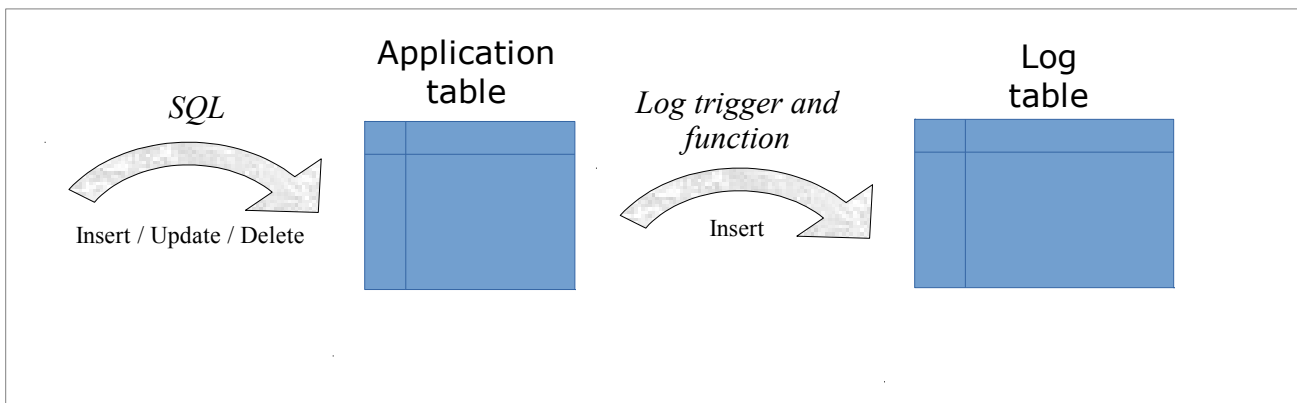 Application
table
SQL
Insert / Update / Delete
Log trigger and
function
Insert
Log
table